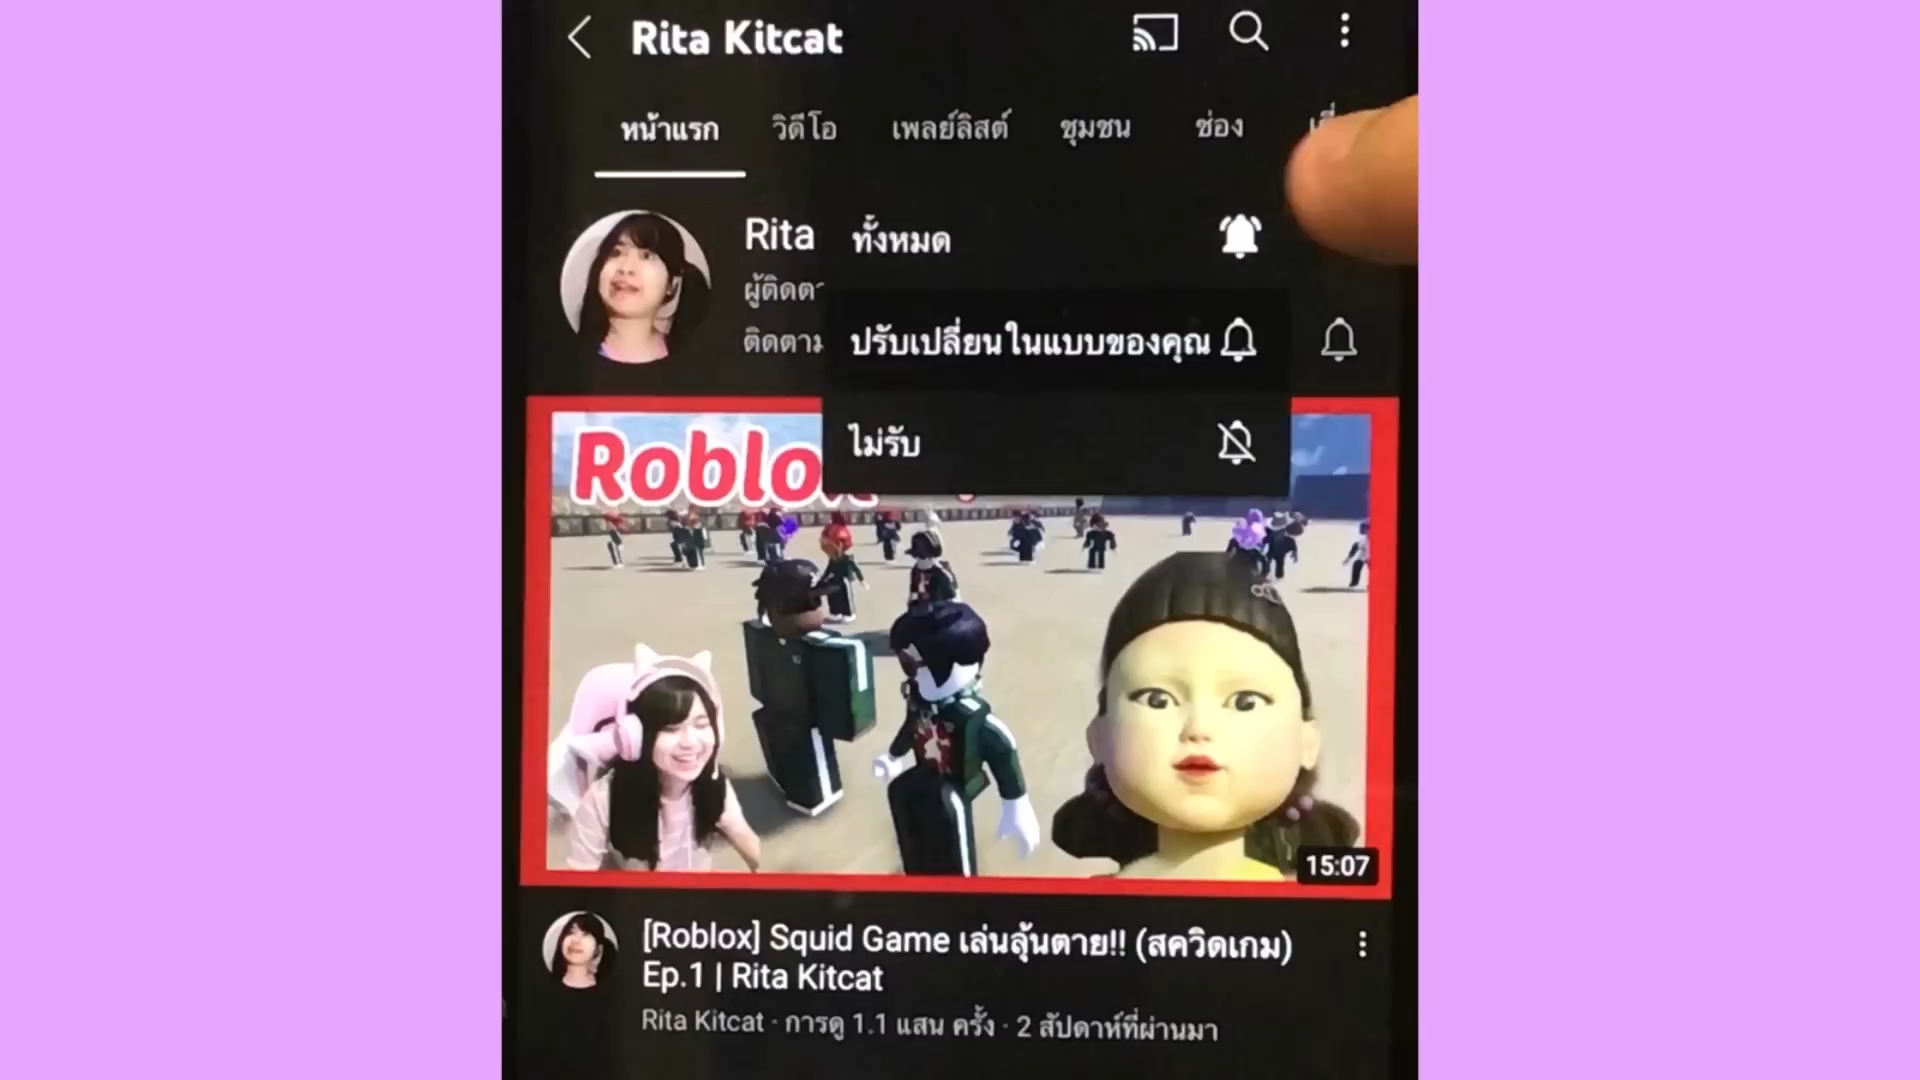 Rita Kitcat
หน้าแรก วิดีโอ เพลย์ลิสต์ ชุมชน ช่อง
Rita
ทั้งหมด
ปรับเปลี่ยนในแบบของคุณ
ติดตาม
ไม่รับ
15:07
[Roblox] Squid Game เล่นลุ้นตาย!! (สควิดเกม)
Ep.1 | Rita Kitcat
Rita Kitcat · การดู 1.1 แสน ครั้ง · 2 สัปดาห์ที่ผ่านมา